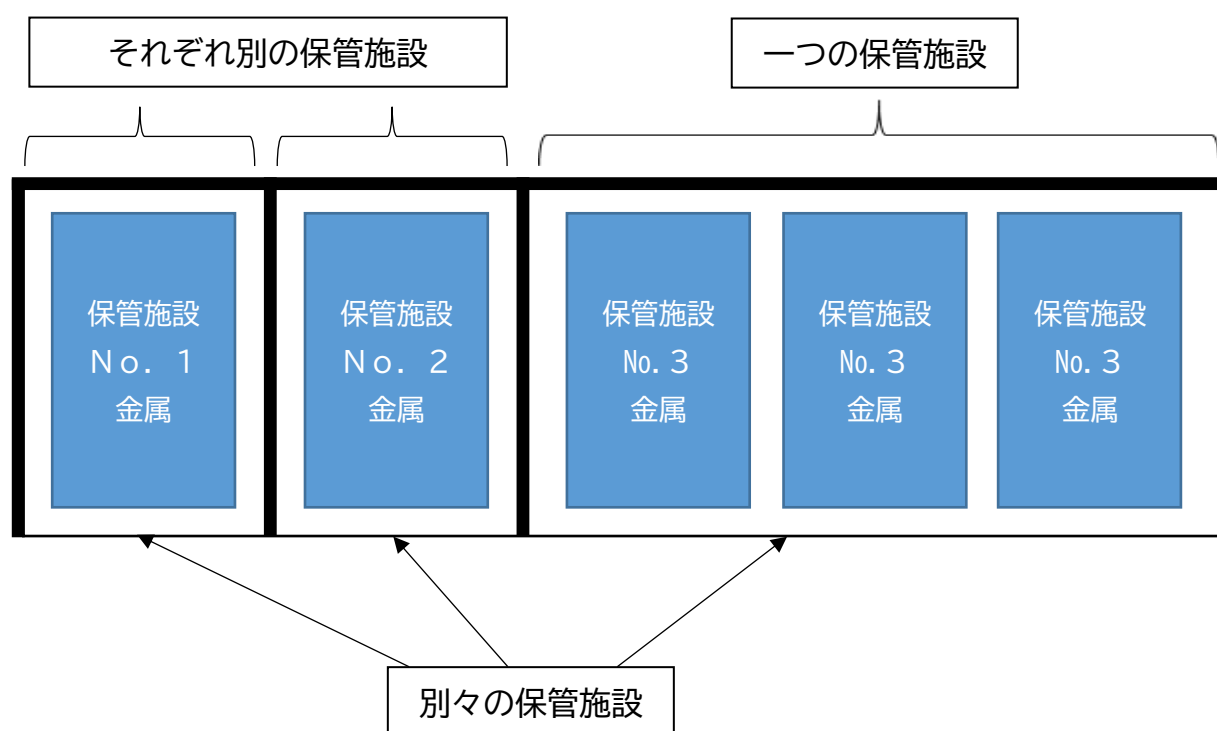 それぞれ別の保管施設
一つの保管施設
保管施設
Ｎｏ．１
金属
保管施設
Ｎｏ．２
金属
保管施設
№.３
金属
保管施設
№.３
金属
保管施設
№.３
金属
別々の保管施設